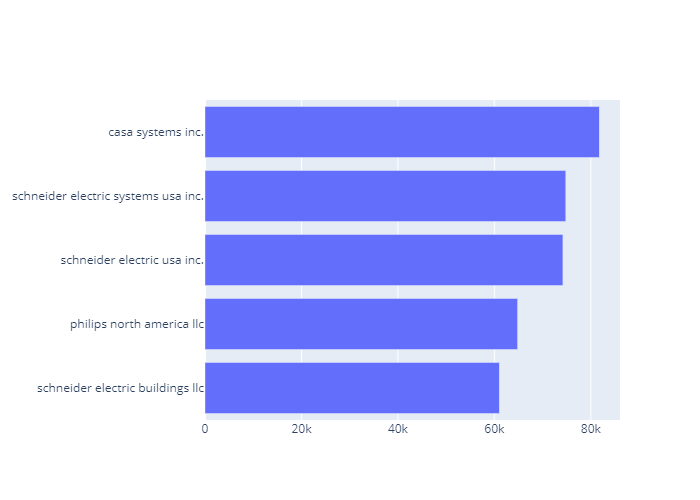 casa systems inc.
schneider electric systems usa inc.
schneider electric usa inc.
philips north america llc
schneider electric buildings llc
0 20k 40k 60k 80k